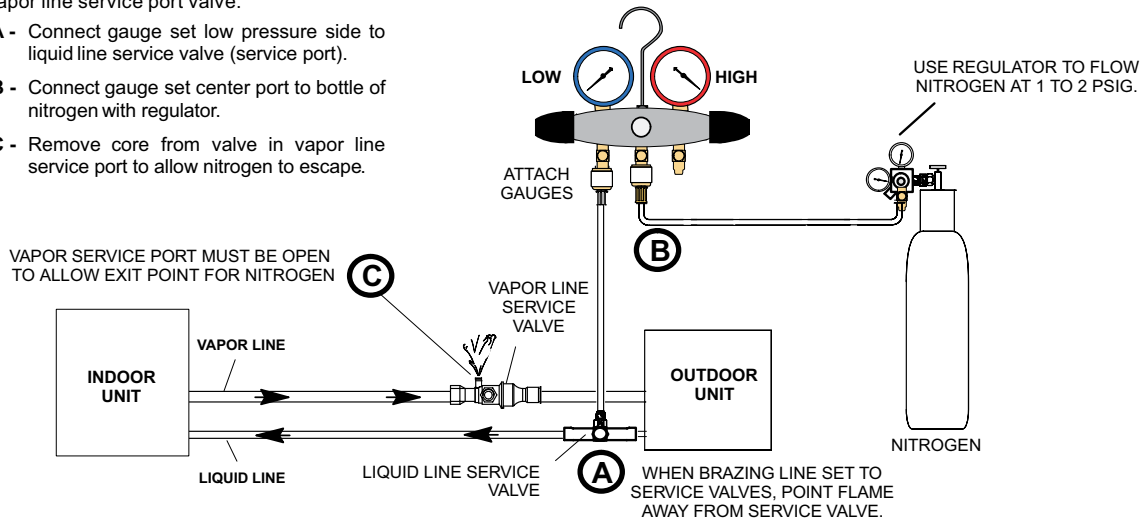 vapor line service port valve.
A - Connect gauge set low pressure side to
liquid line service valve (service port).
B - Connect gauge set center port to bottle of
nitrogen with regulator.
C - Remove core from valve in vapor line
service port to allow nitrogen to escape.
LOW
HIGH
USE REGULATOR TO FLOW
NITROGEN AT 1 TO 2 PSIG.
ATTACH
GAUGES
B
VAPOR SERVICE PORT MUST BE OPEN
TO ALLOW EXIT POINT FOR NITROGEN
C
VAPOR LINE
SERVICE
VALVE
VAPOR LINE
INDOOR
UNIT
OUTDOOR
UNIT
NITROGEN
LIQUID LINE
LIQUID LINE SERVICE
VALVE
A
WHEN BRAZING LINE SET TO
SERVICE VALVES, POINT FLAME
AWAY FROM SERVICE VALVE.